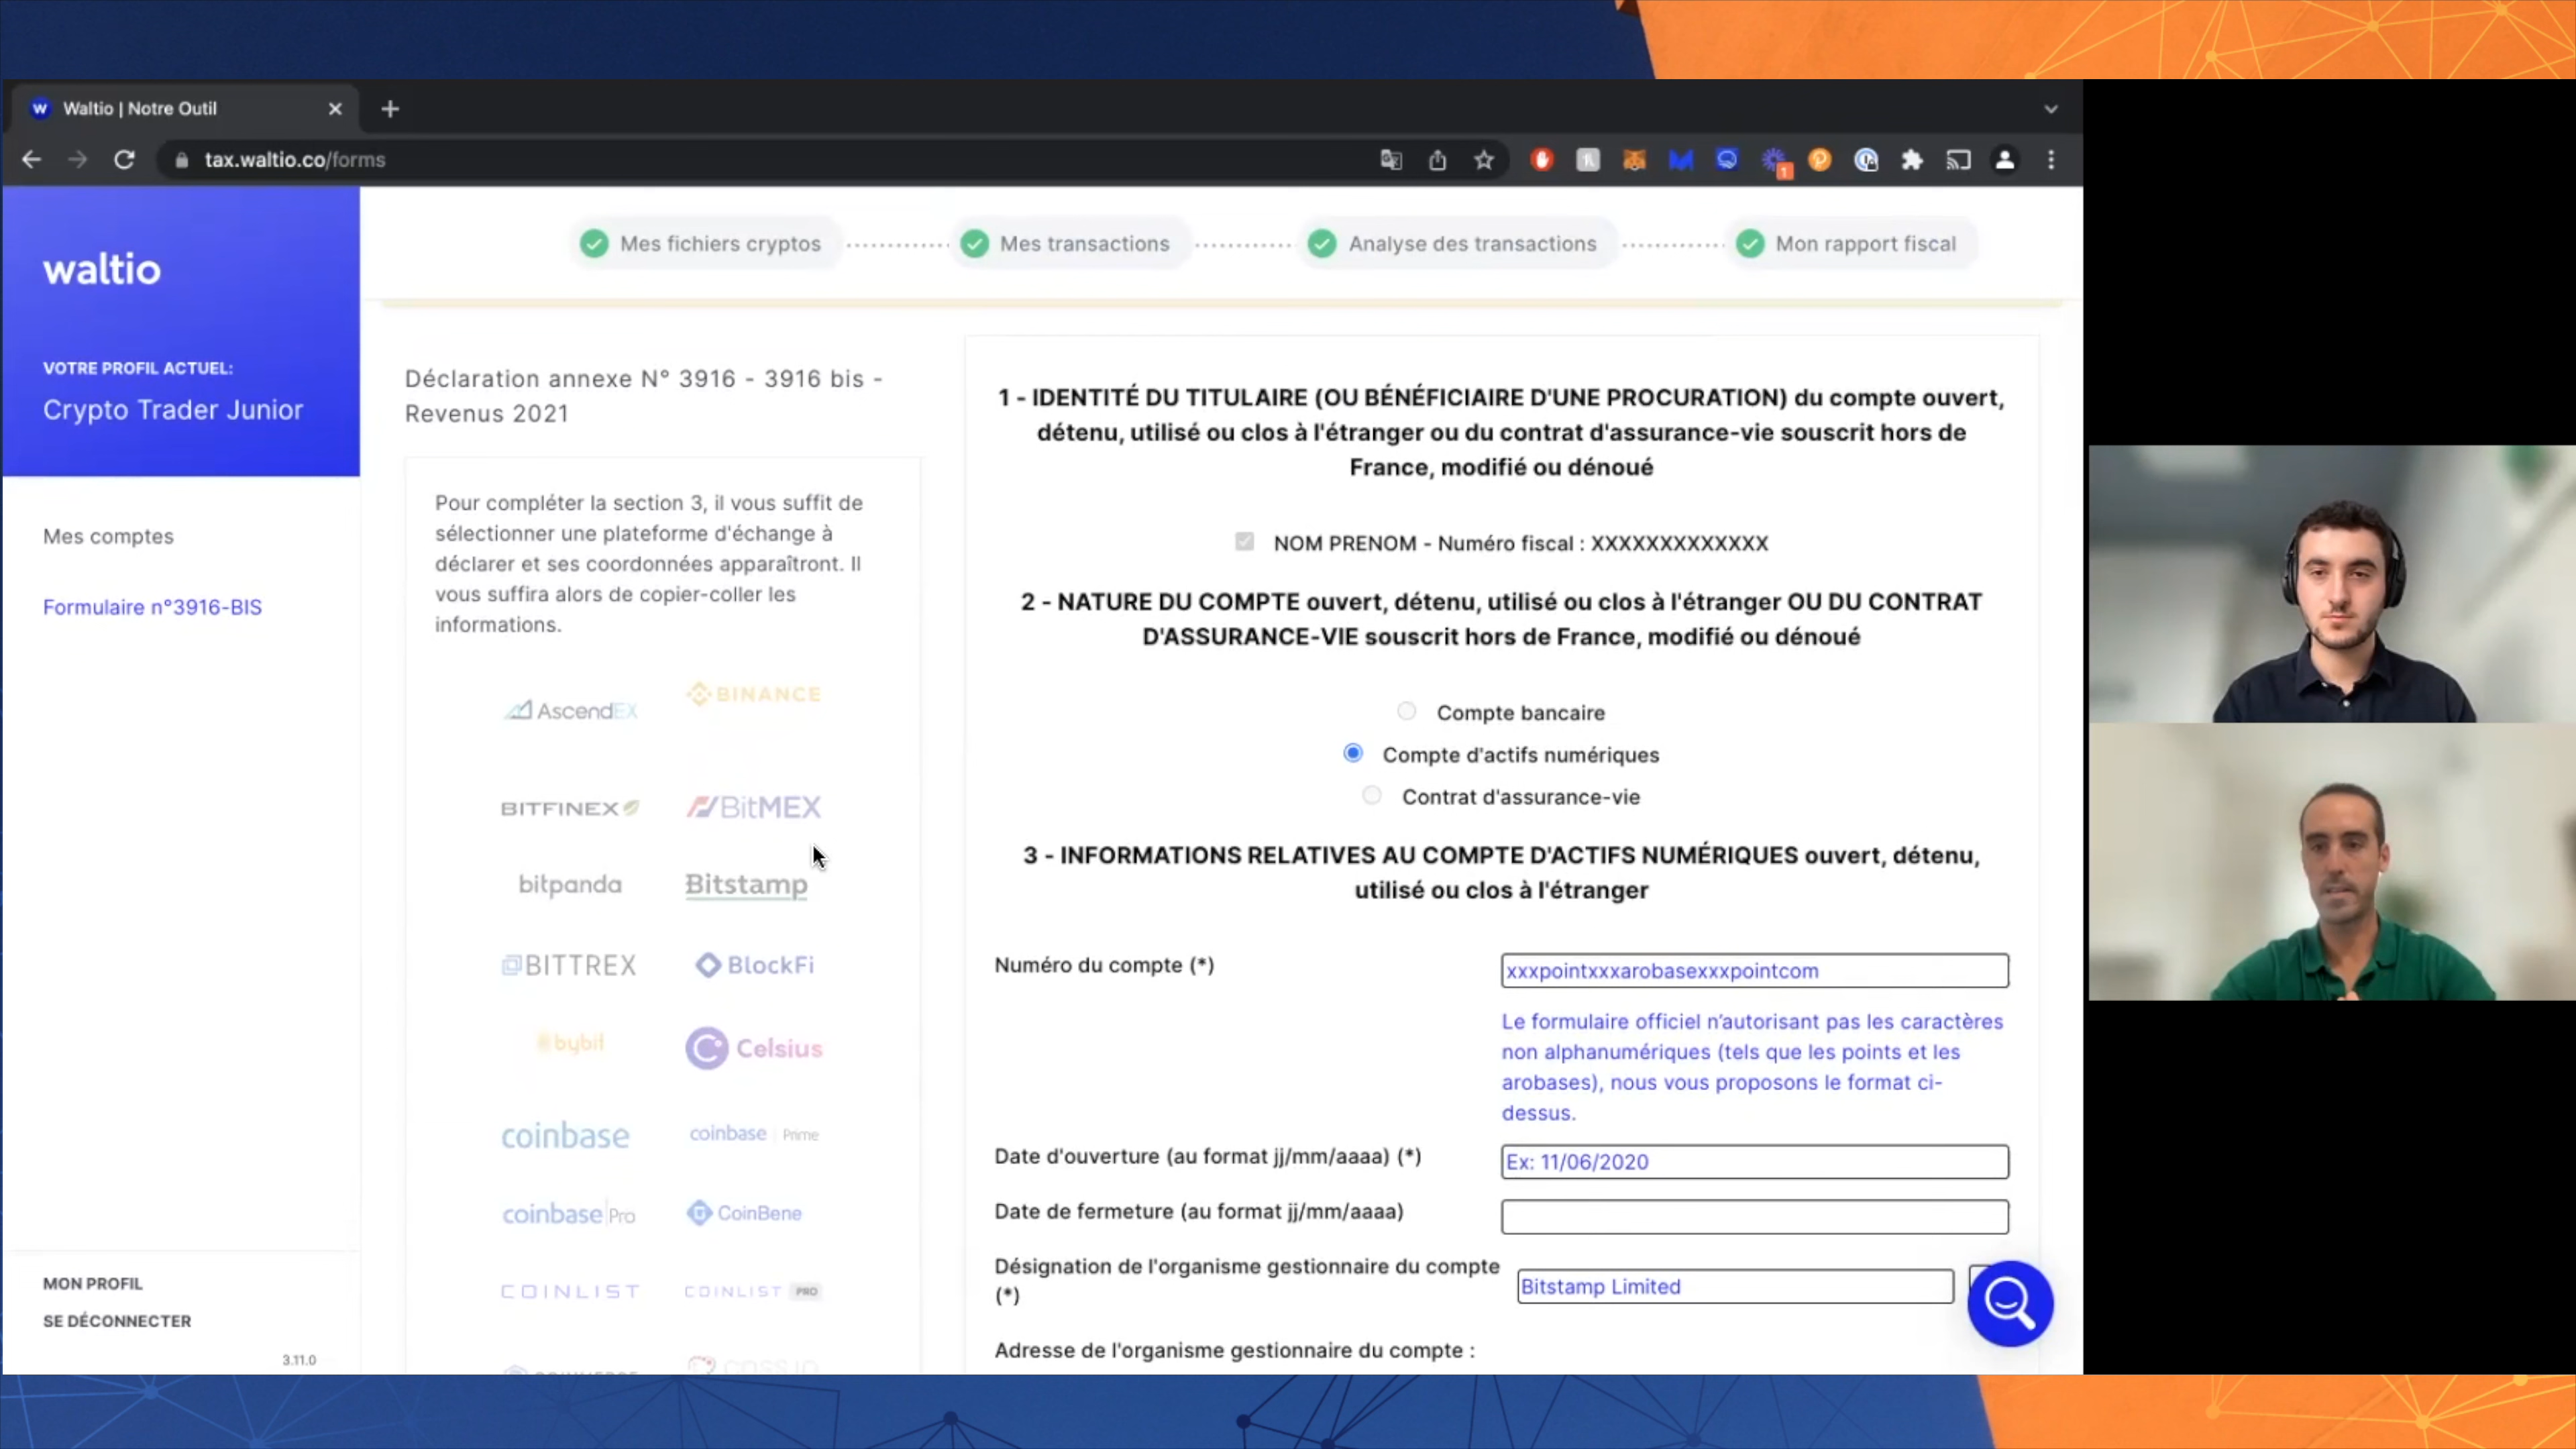 Waltio | Notre Outil
tax.waltio.co/forms
1
waltio
VOTRE PROFIL ACTUEL:
Crypto Trader Junior
Mes comptes
Formulaire n°3916-BIS
MON PROFIL
SE DÉCONNECTER
3.11.0
Mes fichiers cryptos
Mes transactions
Analyse des transactions
Mon rapport fiscal
Déclaration annexe N° 3916 - 3916 bis -
Revenus 2021
Pour compléter la section 3, il vous suffit de
sélectionner une plateforme d'échange à
déclarer et ses coordonnées apparaîtront. Il
vous suffira alors de copier-coller les
informations.
AscendEX
BINANCE
BITFINEX
BitMEX
bitpanda
Bitstamp
BITTREX
BlockFi
bybit
Celsius
coinbase
coinbase | Prime
coinbase|Pro
CoinBene
COINLIST
COINLIST PRO
1 - IDENTITÉ DU TITULAIRE (OU BÉNÉFICIAIRE D'UNE PROCURATION) du compte ouvert,
détenu, utilisé ou clos à l'étranger ou du contrat d'assurance-vie souscrit hors de
France, modifié ou dénoué
NOM PRENOM - Numéro fiscal : XXXXXXXXXXXXX
2 - NATURE DU COMPTE ouvert, détenu, utilisé ou clos à l'étranger OU DU CONTRAT
D'ASSURANCE-VIE souscrit hors de France, modifié ou dénoué
Compte bancaire
Compte d'actifs numériques
Contrat d'assurance-vie
3 - INFORMATIONS RELATIVES AU COMPTE D'ACTIFS NUMÉRIQUES ouvert, détenu,
utilisé ou clos à l'étranger
Numéro du compte (*)
xxxpointxxxarobasexxxpointcom
Le formulaire officiel n'autorisant pas les caractères
non alphanumériques (tels que les points et les
arobases), nous vous proposons le format ci-
dessus.
Date d'ouverture (au format jj/mm/aaaa) (*)
Ex: 11/06/2020
Date de fermeture (au format jj/mm/aaaa)
Désignation de l'organisme gestionnaire du compte
(*)
Bitstamp Limited
Adresse de l'organisme gestionnaire du compte :